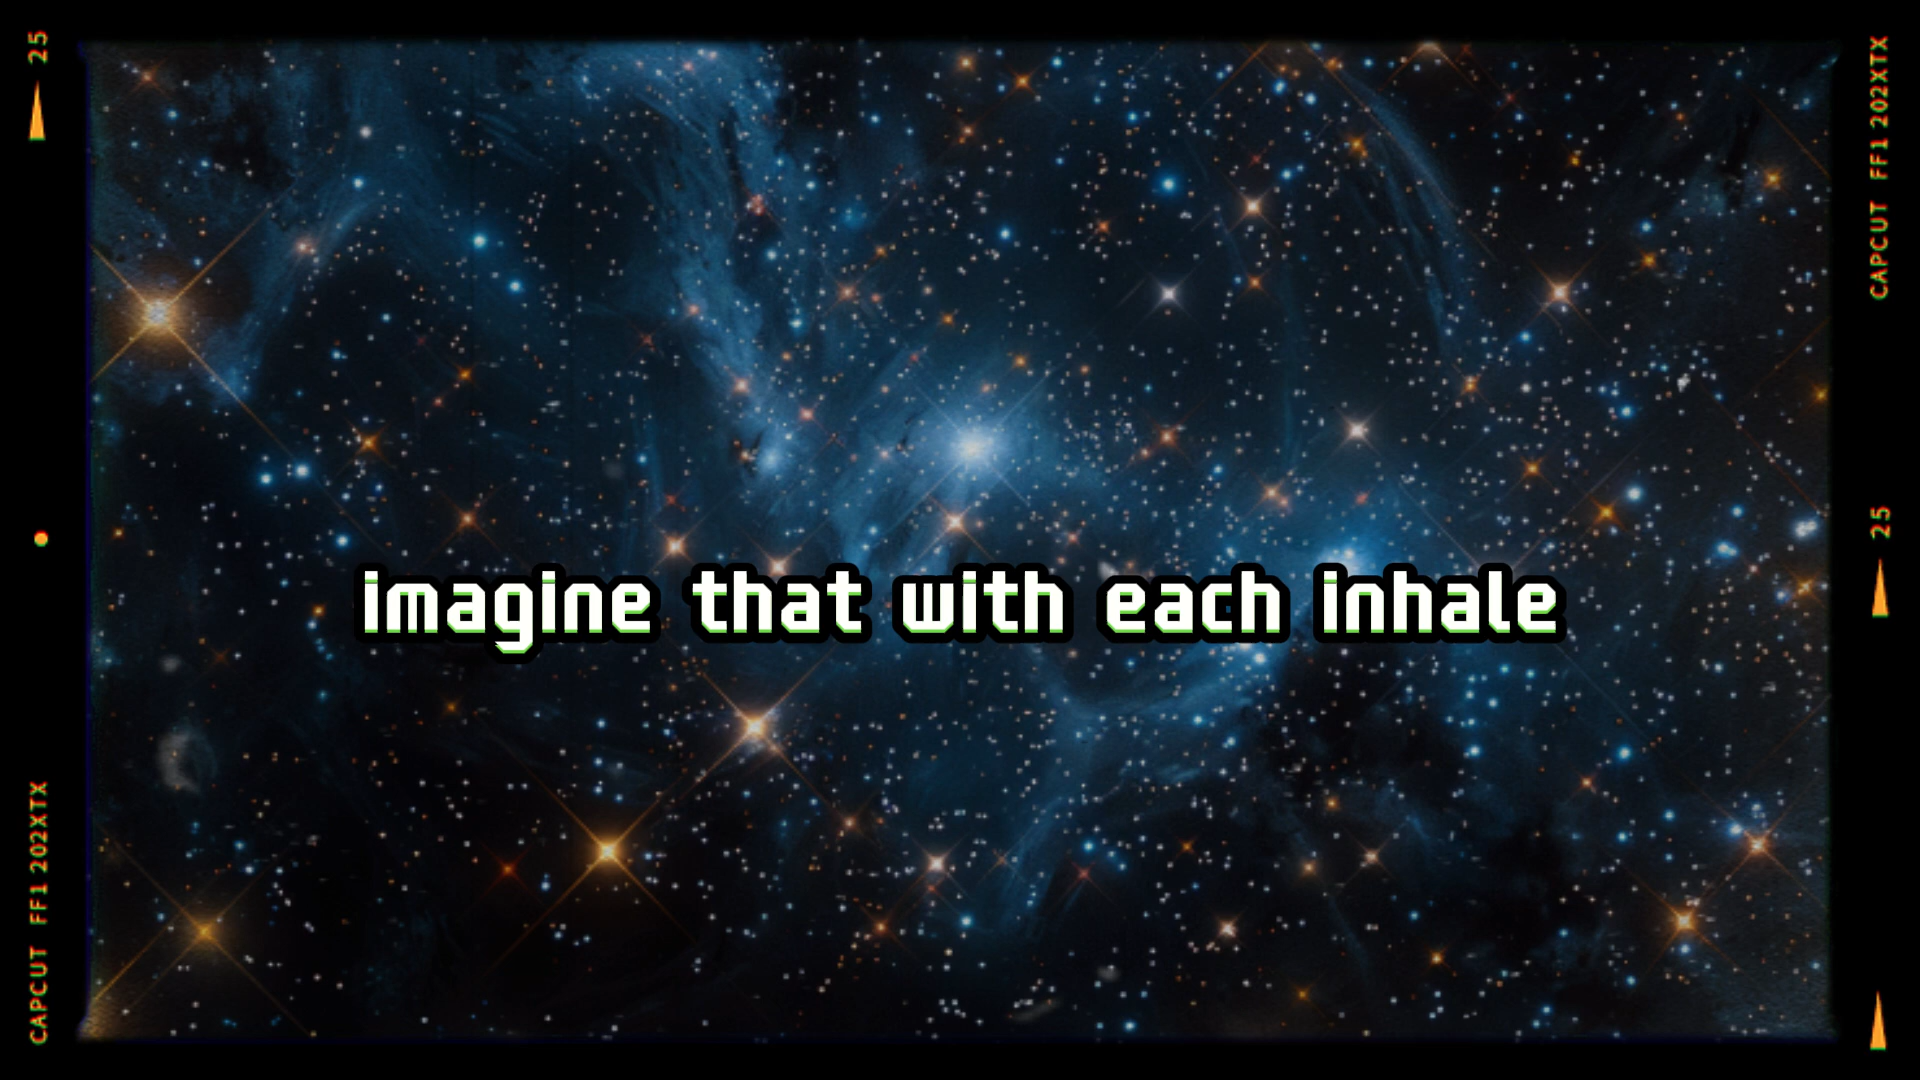 25
CAPCUT FF1 202XTX
imagine that with each inhale
25
CAPCUT FF1 202XTX